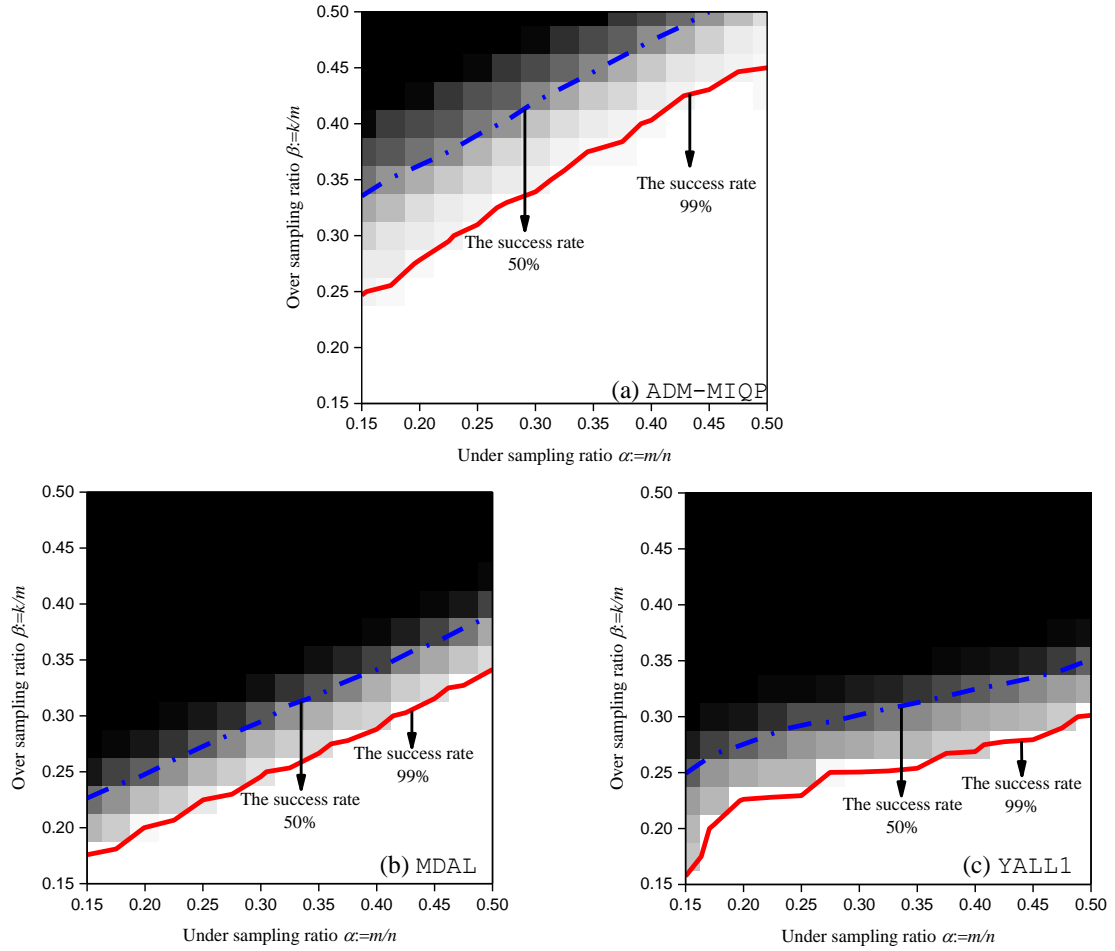 0.50
0.45
0.40
0.35
0.30
0.25
0.20
0.15
Over sampling ratio β:=k/m
The success rate
99%
The success rate
50%
(a) ADM-MIQP
0.15 0.20 0.25 0.30 0.35 0.40 0.45 0.50
Under sampling ratio α:=m/n
0.50
0.45
0.40
0.35
0.30
0.25
0.20
0.15
Over sampling ratio β:=k/m
The success rate
99%
The success rate
50%
(b) MDAL
0.15 0.20 0.25 0.30 0.35 0.40 0.45 0.50
Under sampling ratio α:=m/n
0.50
0.45
0.40
0.35
0.30
0.25
0.20
0.15
Over sampling ratio β:=k/m
The success rate
99%
The success rate
50%
(c) YALL1
0.15 0.20 0.25 0.30 0.35 0.40 0.45 0.50
Under sampling ratio α:=m/n